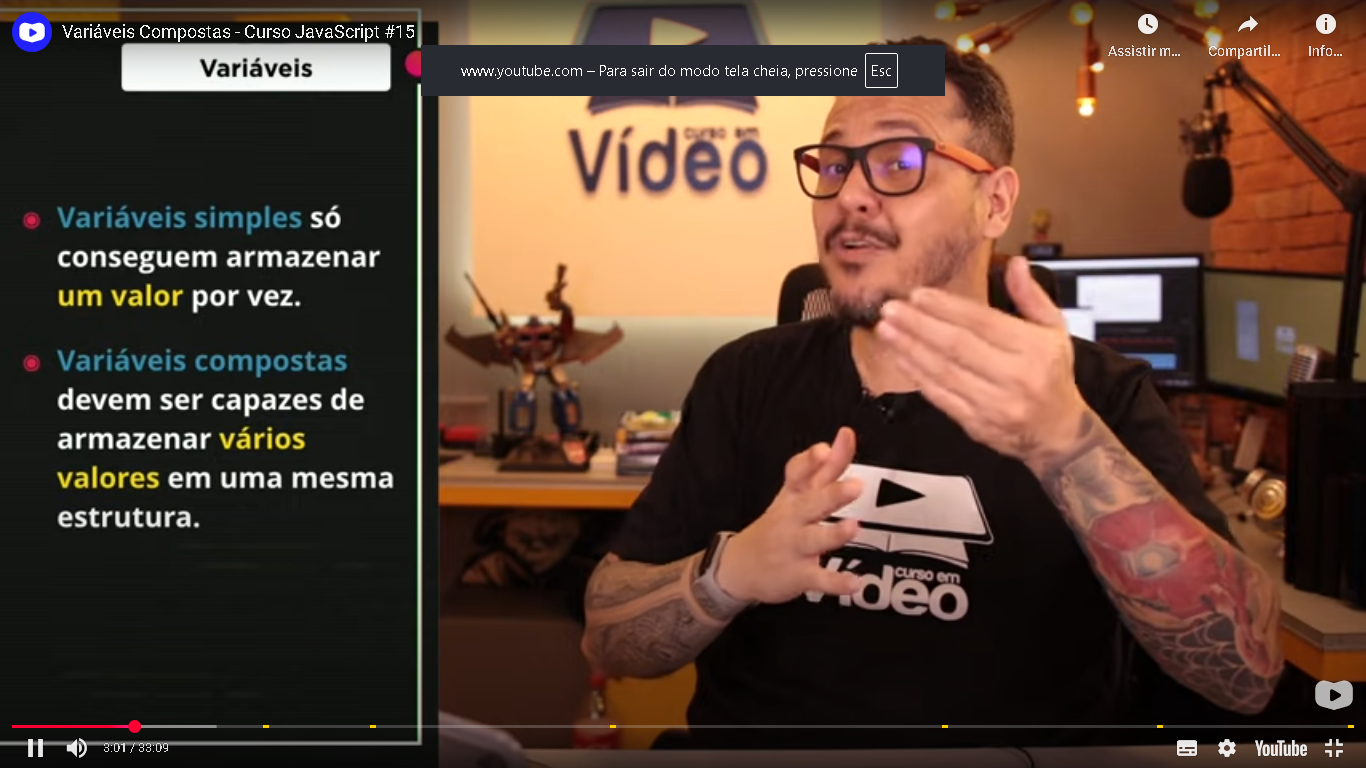 Variáveis Compostas - Curso JavaScript #15
Assistir m...
Compartil...
Info...
www.youtube.com – Para sair do modo tela cheia, pressione Esc
Variáveis
curso em
Vídeo
Variáveis simples só
conseguem armazenar
um valor por vez.
Variáveis compostas
devem ser capazes de
armazenar vários
valores em uma mesma
estrutura.
curso em
Vídeo
3:01 / 33:09
YouTube